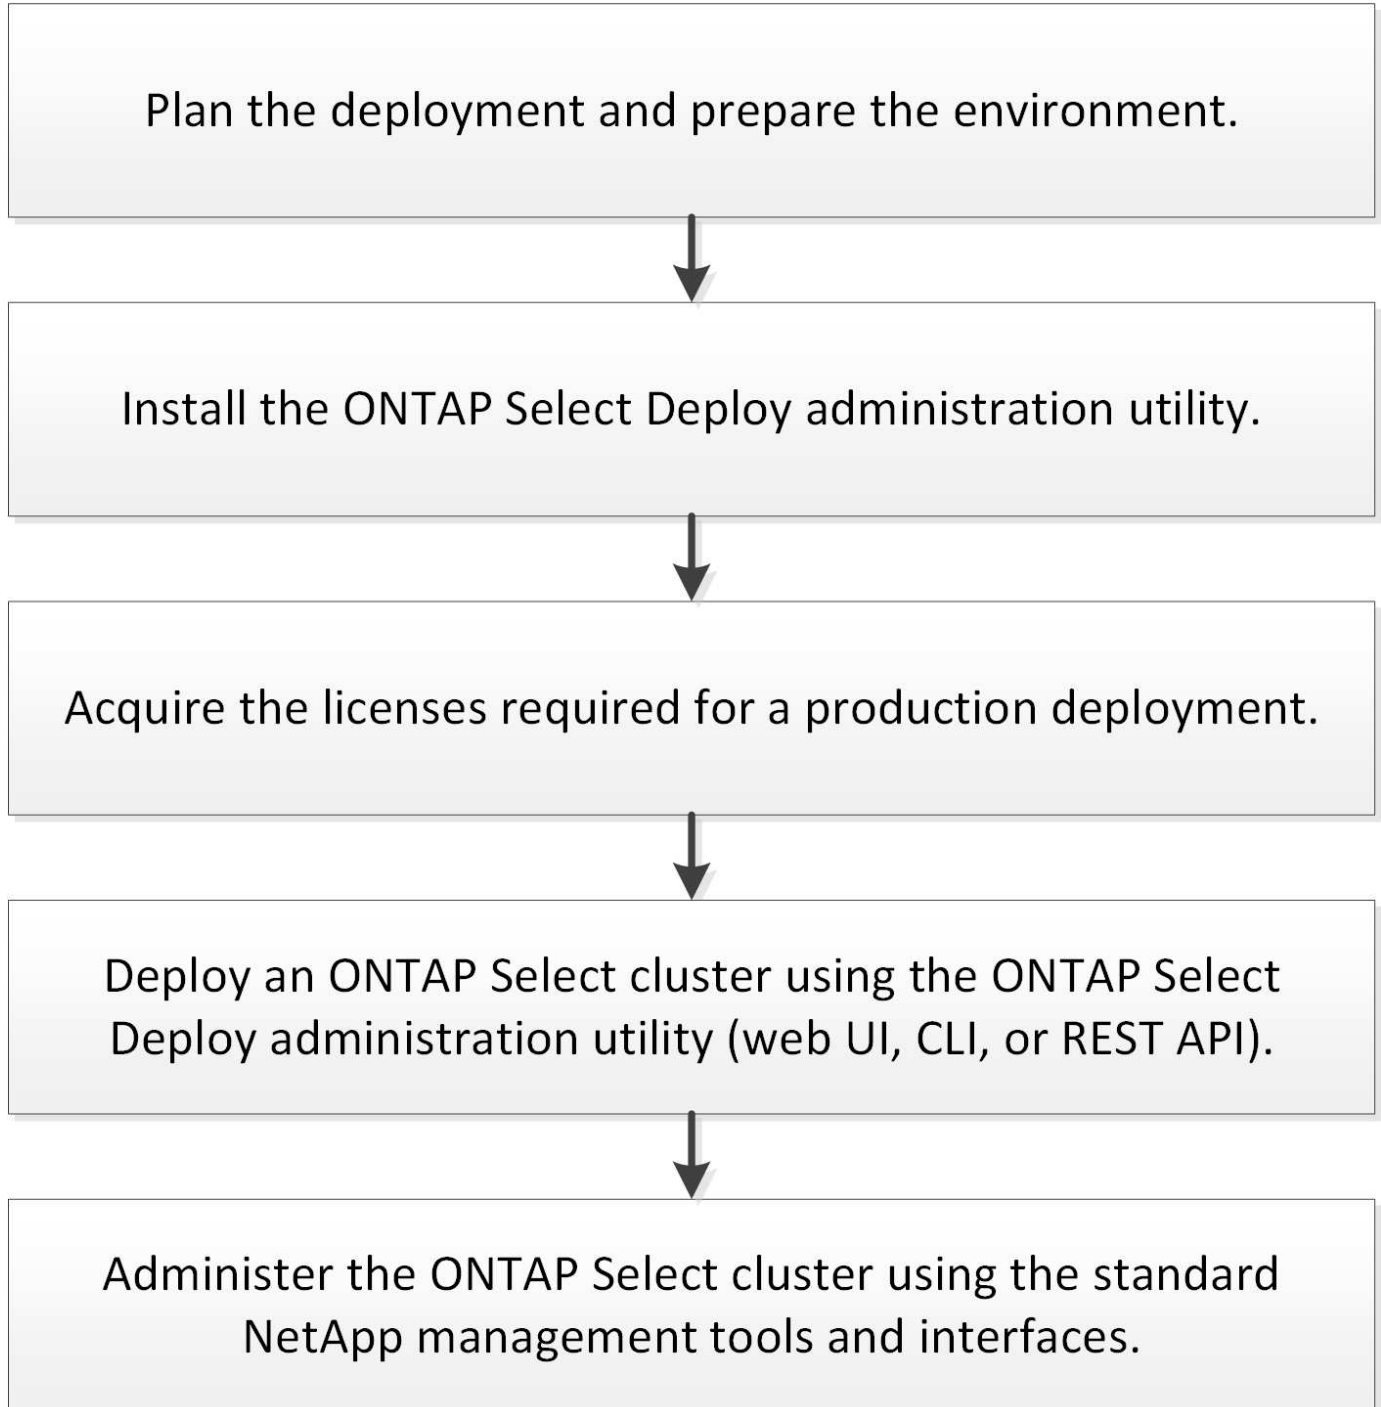 Plan the deployment and prepare the environment.
Install the ONTAP Select Deploy administration utility.
Acquire the licenses required for a production deployment.
Deploy an ONTAP Select cluster using the ONTAP Select
Deploy administration utility (web UI, CLI, or REST API).
Administer the ONTAP Select cluster using the standard
NetApp management tools and interfaces.